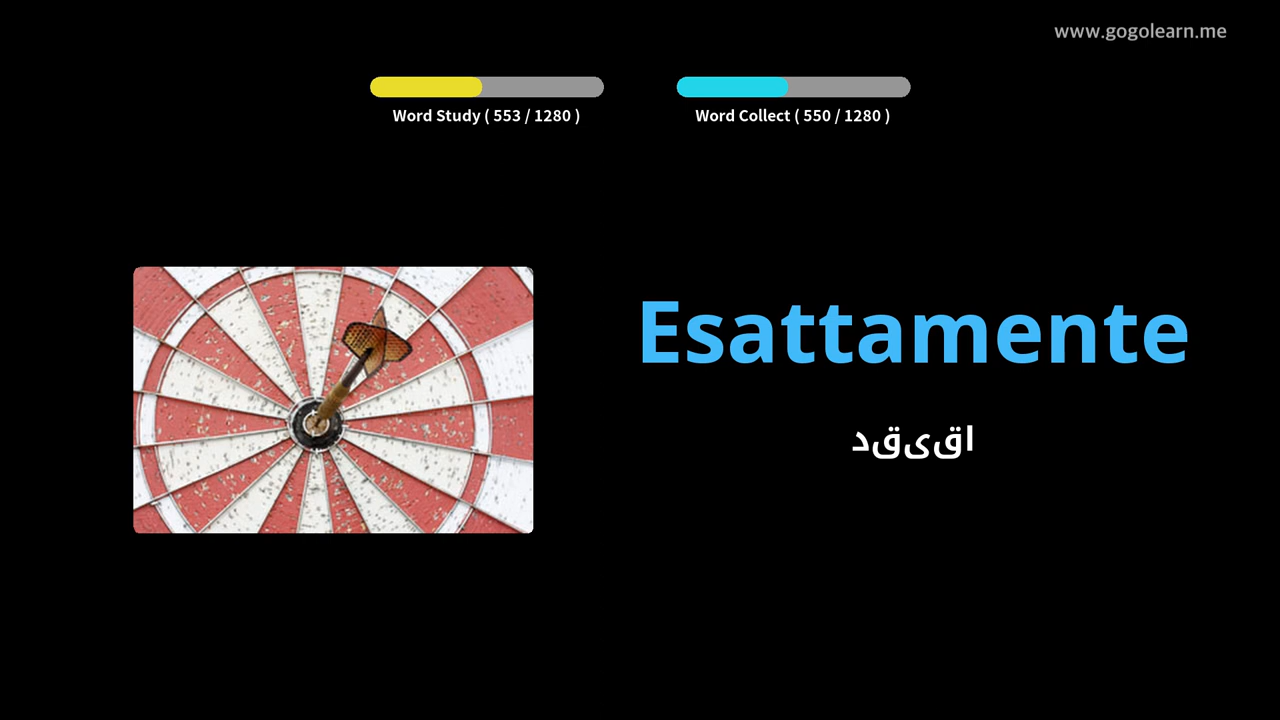 www.gogolearn.me
Word Study ( 553 / 1280 )
Word Collect ( 550 / 1280 )
Esattamente
اقیقد